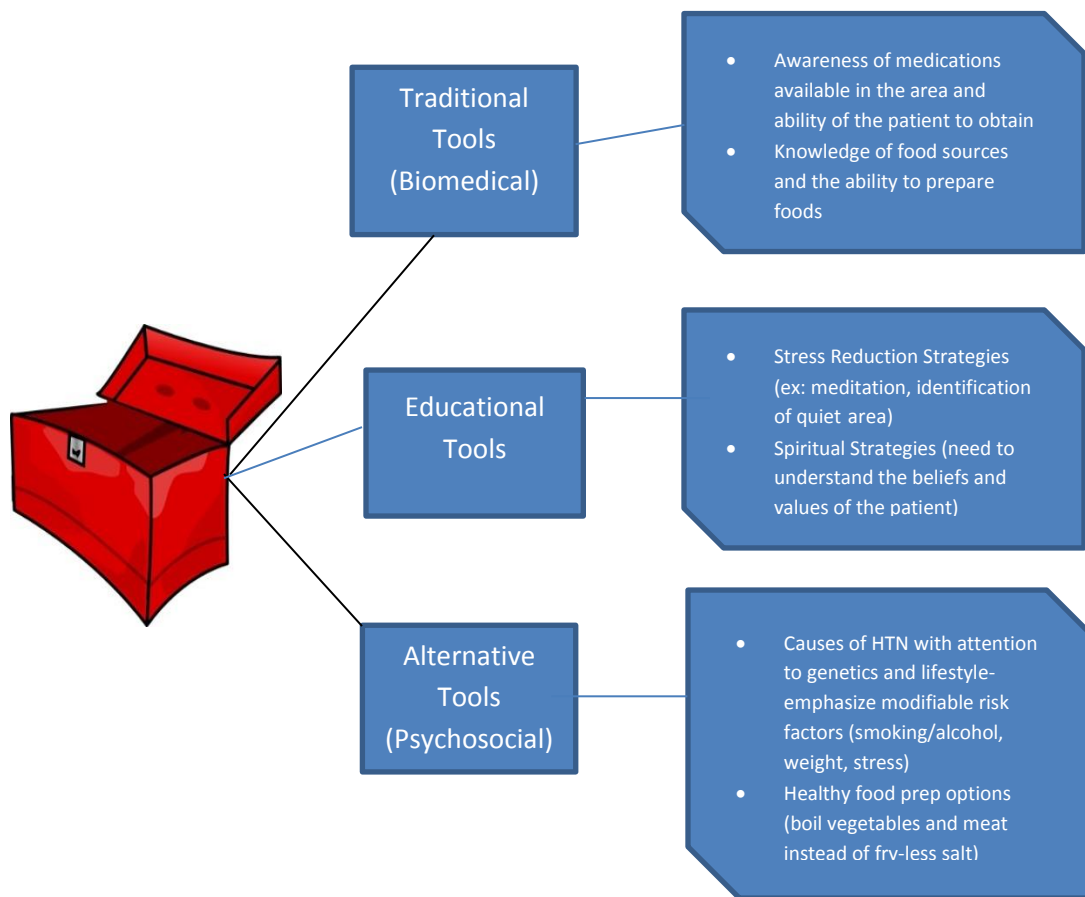 Traditional
Tools
(Biomedical)
• Awareness of medications
available in the area and
ability of the patient to obtain
• Knowledge of food sources
and the ability to prepare
foods
Educational
Tools
• Stress Reduction Strategies
(ex: meditation, identification
of quiet area)
• Spiritual Strategies (need to
understand the beliefs and
values of the patient)
Alternative
Tools
(Psychosocial)
• Causes of HTN with attention
to genetics and lifestyle-
emphasize modifiable risk
factors (smoking/alcohol,
weight, stress)
• Healthy food prep options
(boil vegetables and meat
instead of fry-less salt)